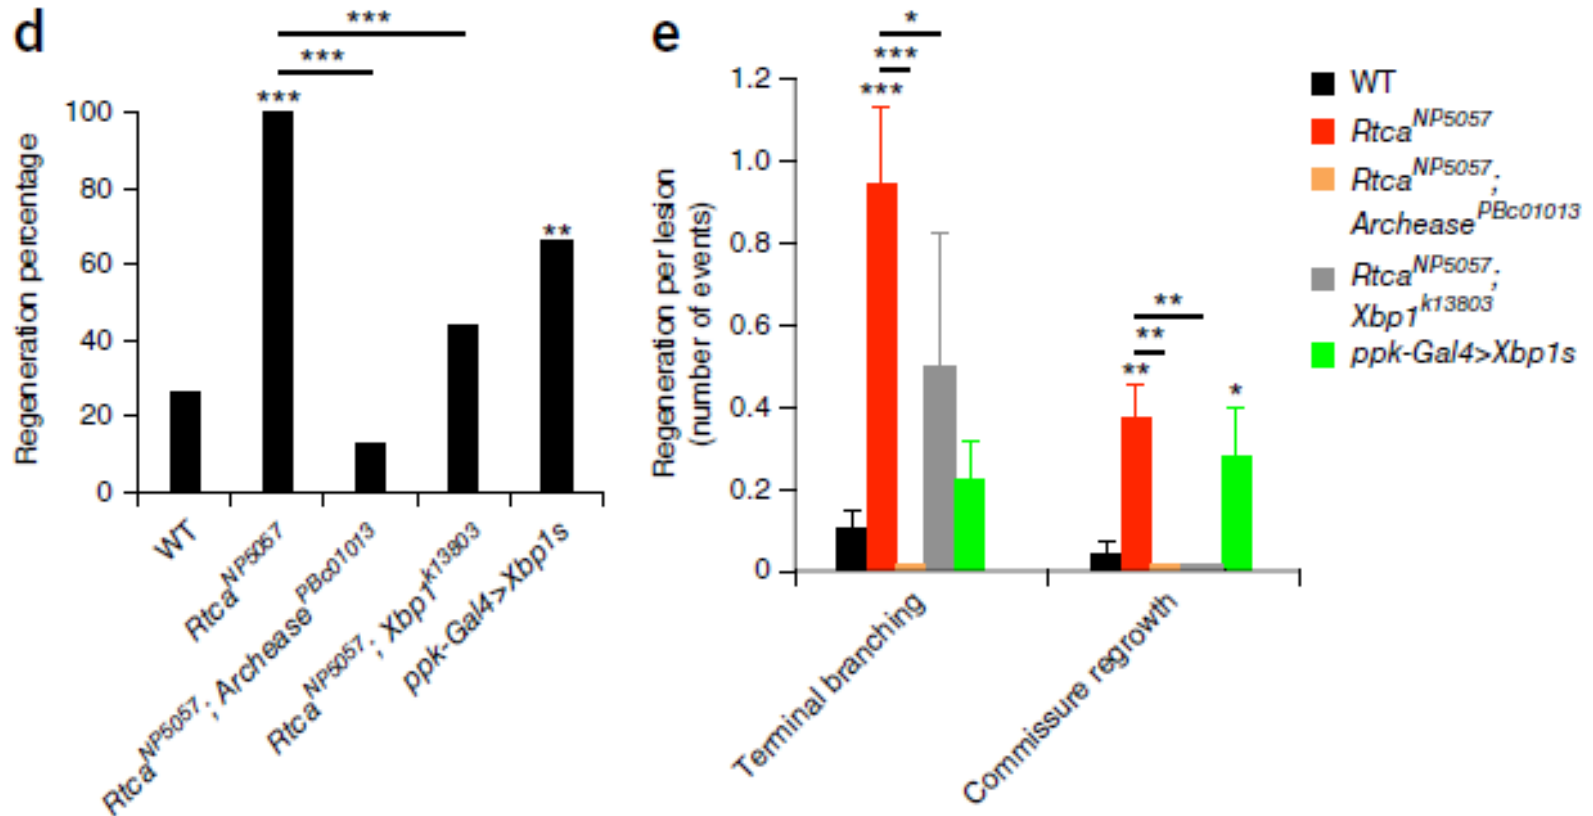 d
***
***
***
**
100
80
60
40
20
0
Regeneration percentage
WT
Rtca^NP5057
Rtca^NP5057; Archease^PBc01013
Rtca^NP5057; Xbp1^k13803
ppk-Gal4>Xbp1s
e
*
***
***
**
**
**
*
1.2
1.0
0.8
0.6
0.4
0.2
0
Regeneration per lesion
(number of events)
Terminal branching
Commissure regrowth
WT
Rtca^NP5057
Rtca^NP5057;
Archease^PBc01013
Rtca^NP5057;
Xbp1^k13803
ppk-Gal4>Xbp1s